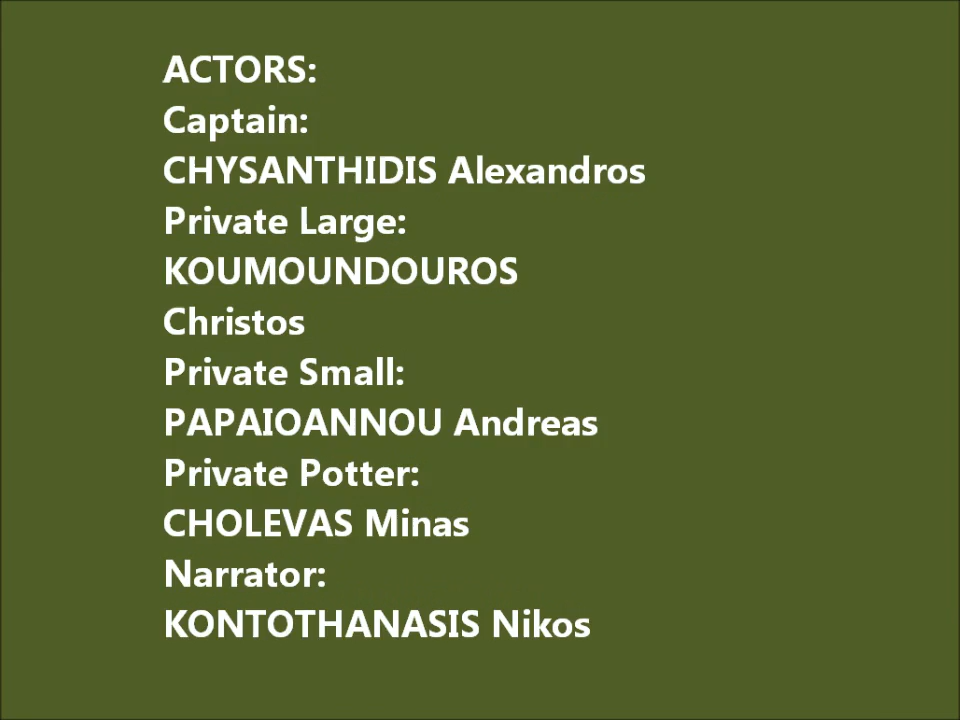 ACTORS:
Captain:
CHYSANTHIDIS Alexandros
Private Large:
KOUMOUNDOUROS
Christos
Private Small:
PAPAIOANNOU Andreas
Private Potter:
CHOLEVAS Minas
Narrator:
KONTOTHANASIS Nikos